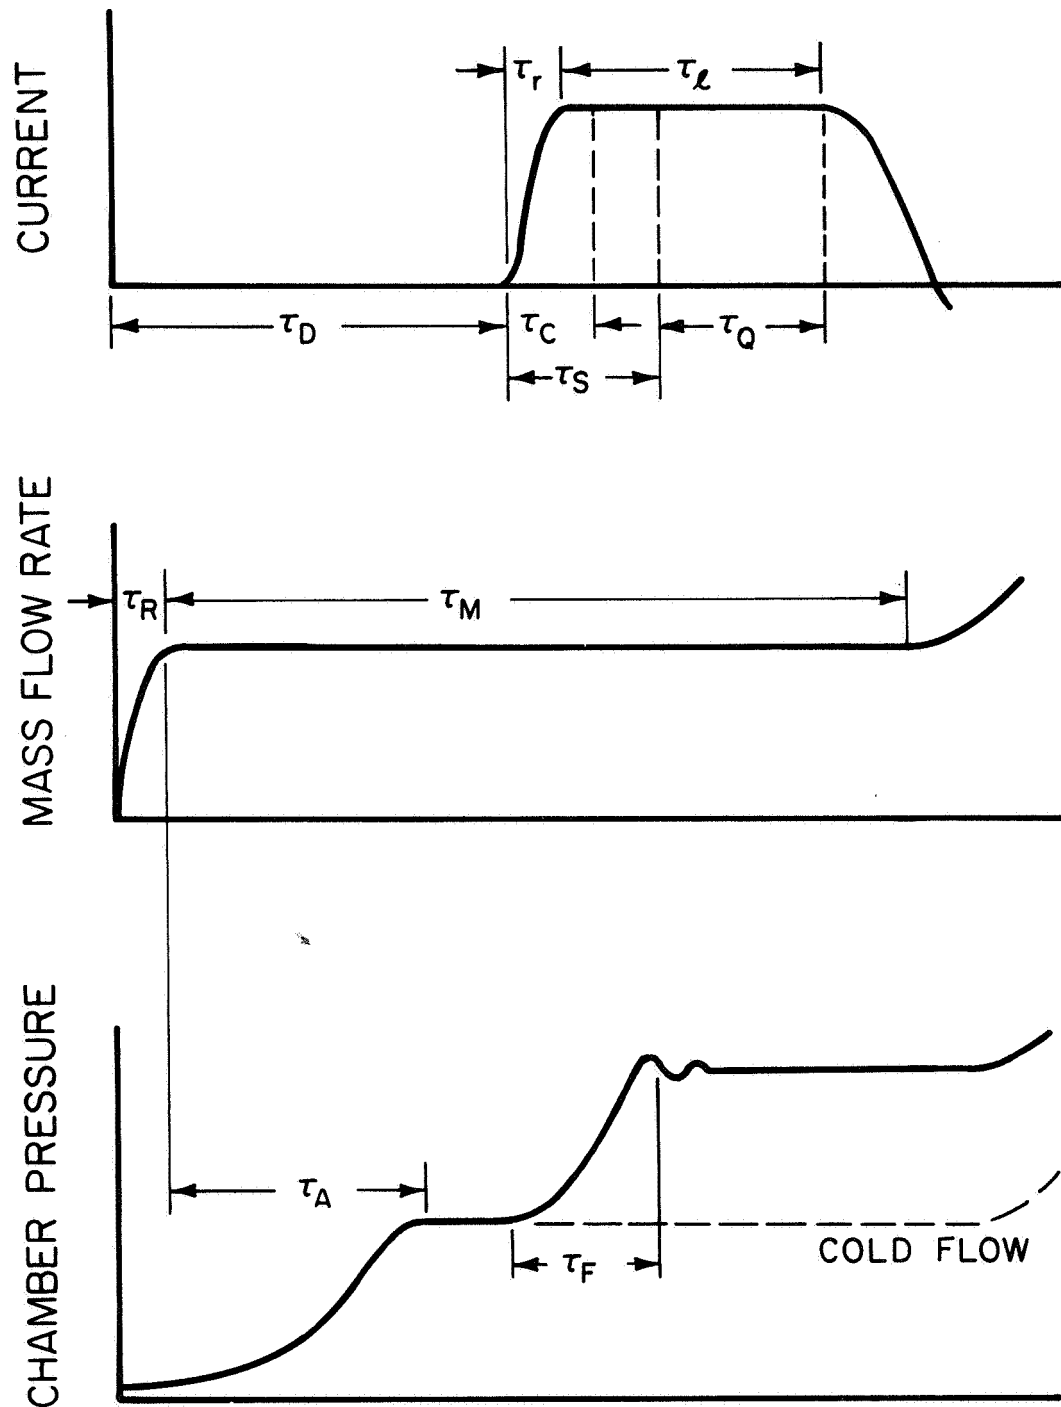 CURRENT
τr
τℓ
τD
τC
τQ
τS
MASS FLOW RATE
τR
τM
CHAMBER PRESSURE
τA
τF
COLD FLOW